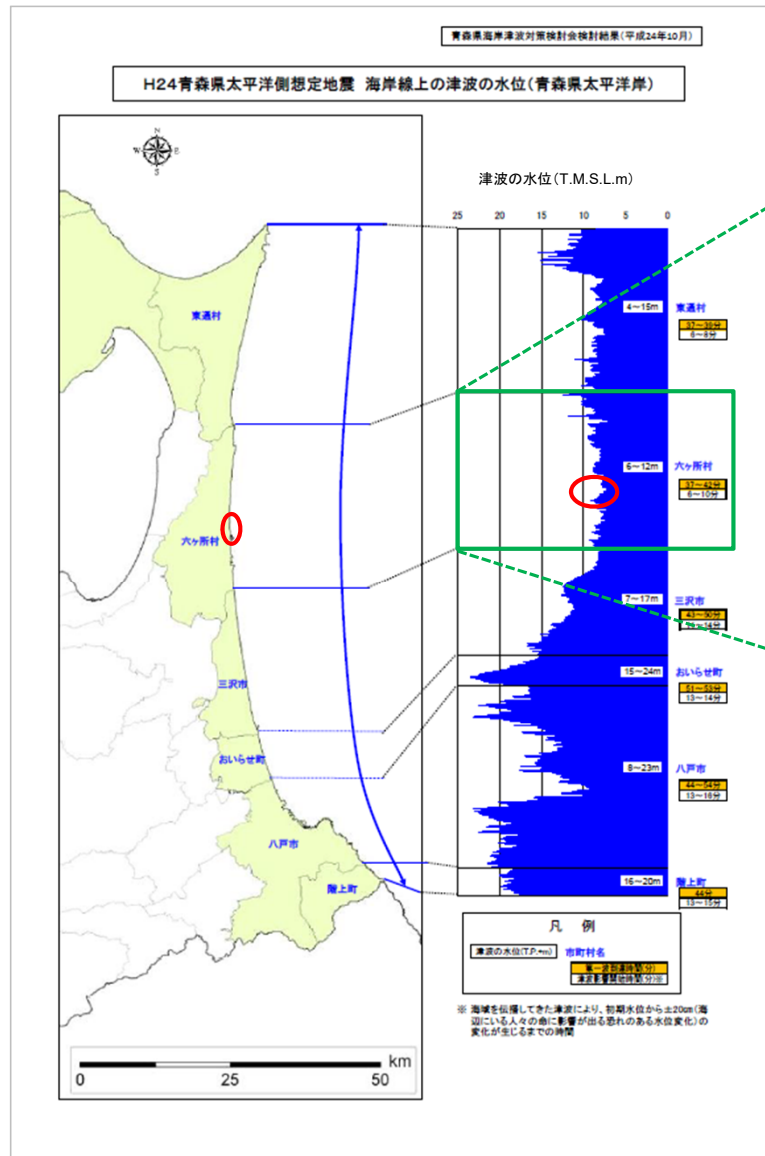 青森県海岸津波対策検討会検討結果(平成24年10月)
H24青森県太平洋側想定地震 海岸線上の津波の水位(青森県太平洋岸)
N
W
E
S
津波の水位(T.M.S.L.m)
25
20
15
10
5
0
東通村
六ヶ所村
三沢市
おいらせ町
八戸市
階上町
4~15m
東通村
37~39分
6~8分
6~12m
六ヶ所村
37~42分
6~10分
7~17m
三沢市
43~50分
15~24m
おいらせ町
51~53分
13~14分
8~23m
八戸市
44~54分
13~16分
16~20m
階上町
44分
13~15分
凡 例
津波の水位(T.P.+m)
市町村名
第一波到達時間(分)
津波影響開始時間(分)※
※ 海域を伝播してきた津波により、初期水位から±20cm(海
辺にいる人々の命に影響が出る恐れのある水位変化)の
変化が生じるまでの時間
km
0
25
50